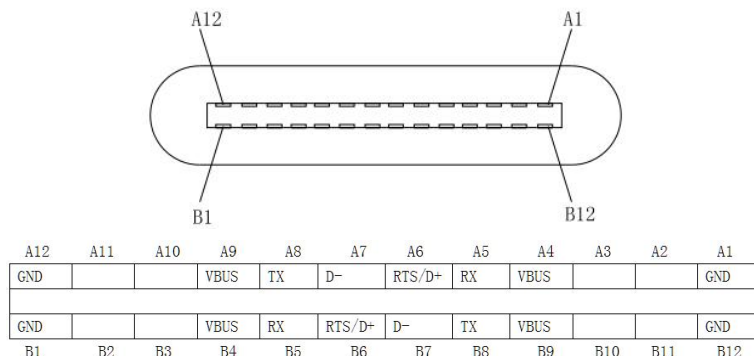 A12 A1
B1 B12
A12 A11 A10 A9 A8 A7 A6 A5 A4 A3 A2 A1
GND VBUS TX D- RTS/D+ RX VBUS GND
GND VBUS RX RTS/D+ D- TX VBUS GND
B1 B2 B3 B4 B5 B6 B7 B8 B9 B10 B11 B12